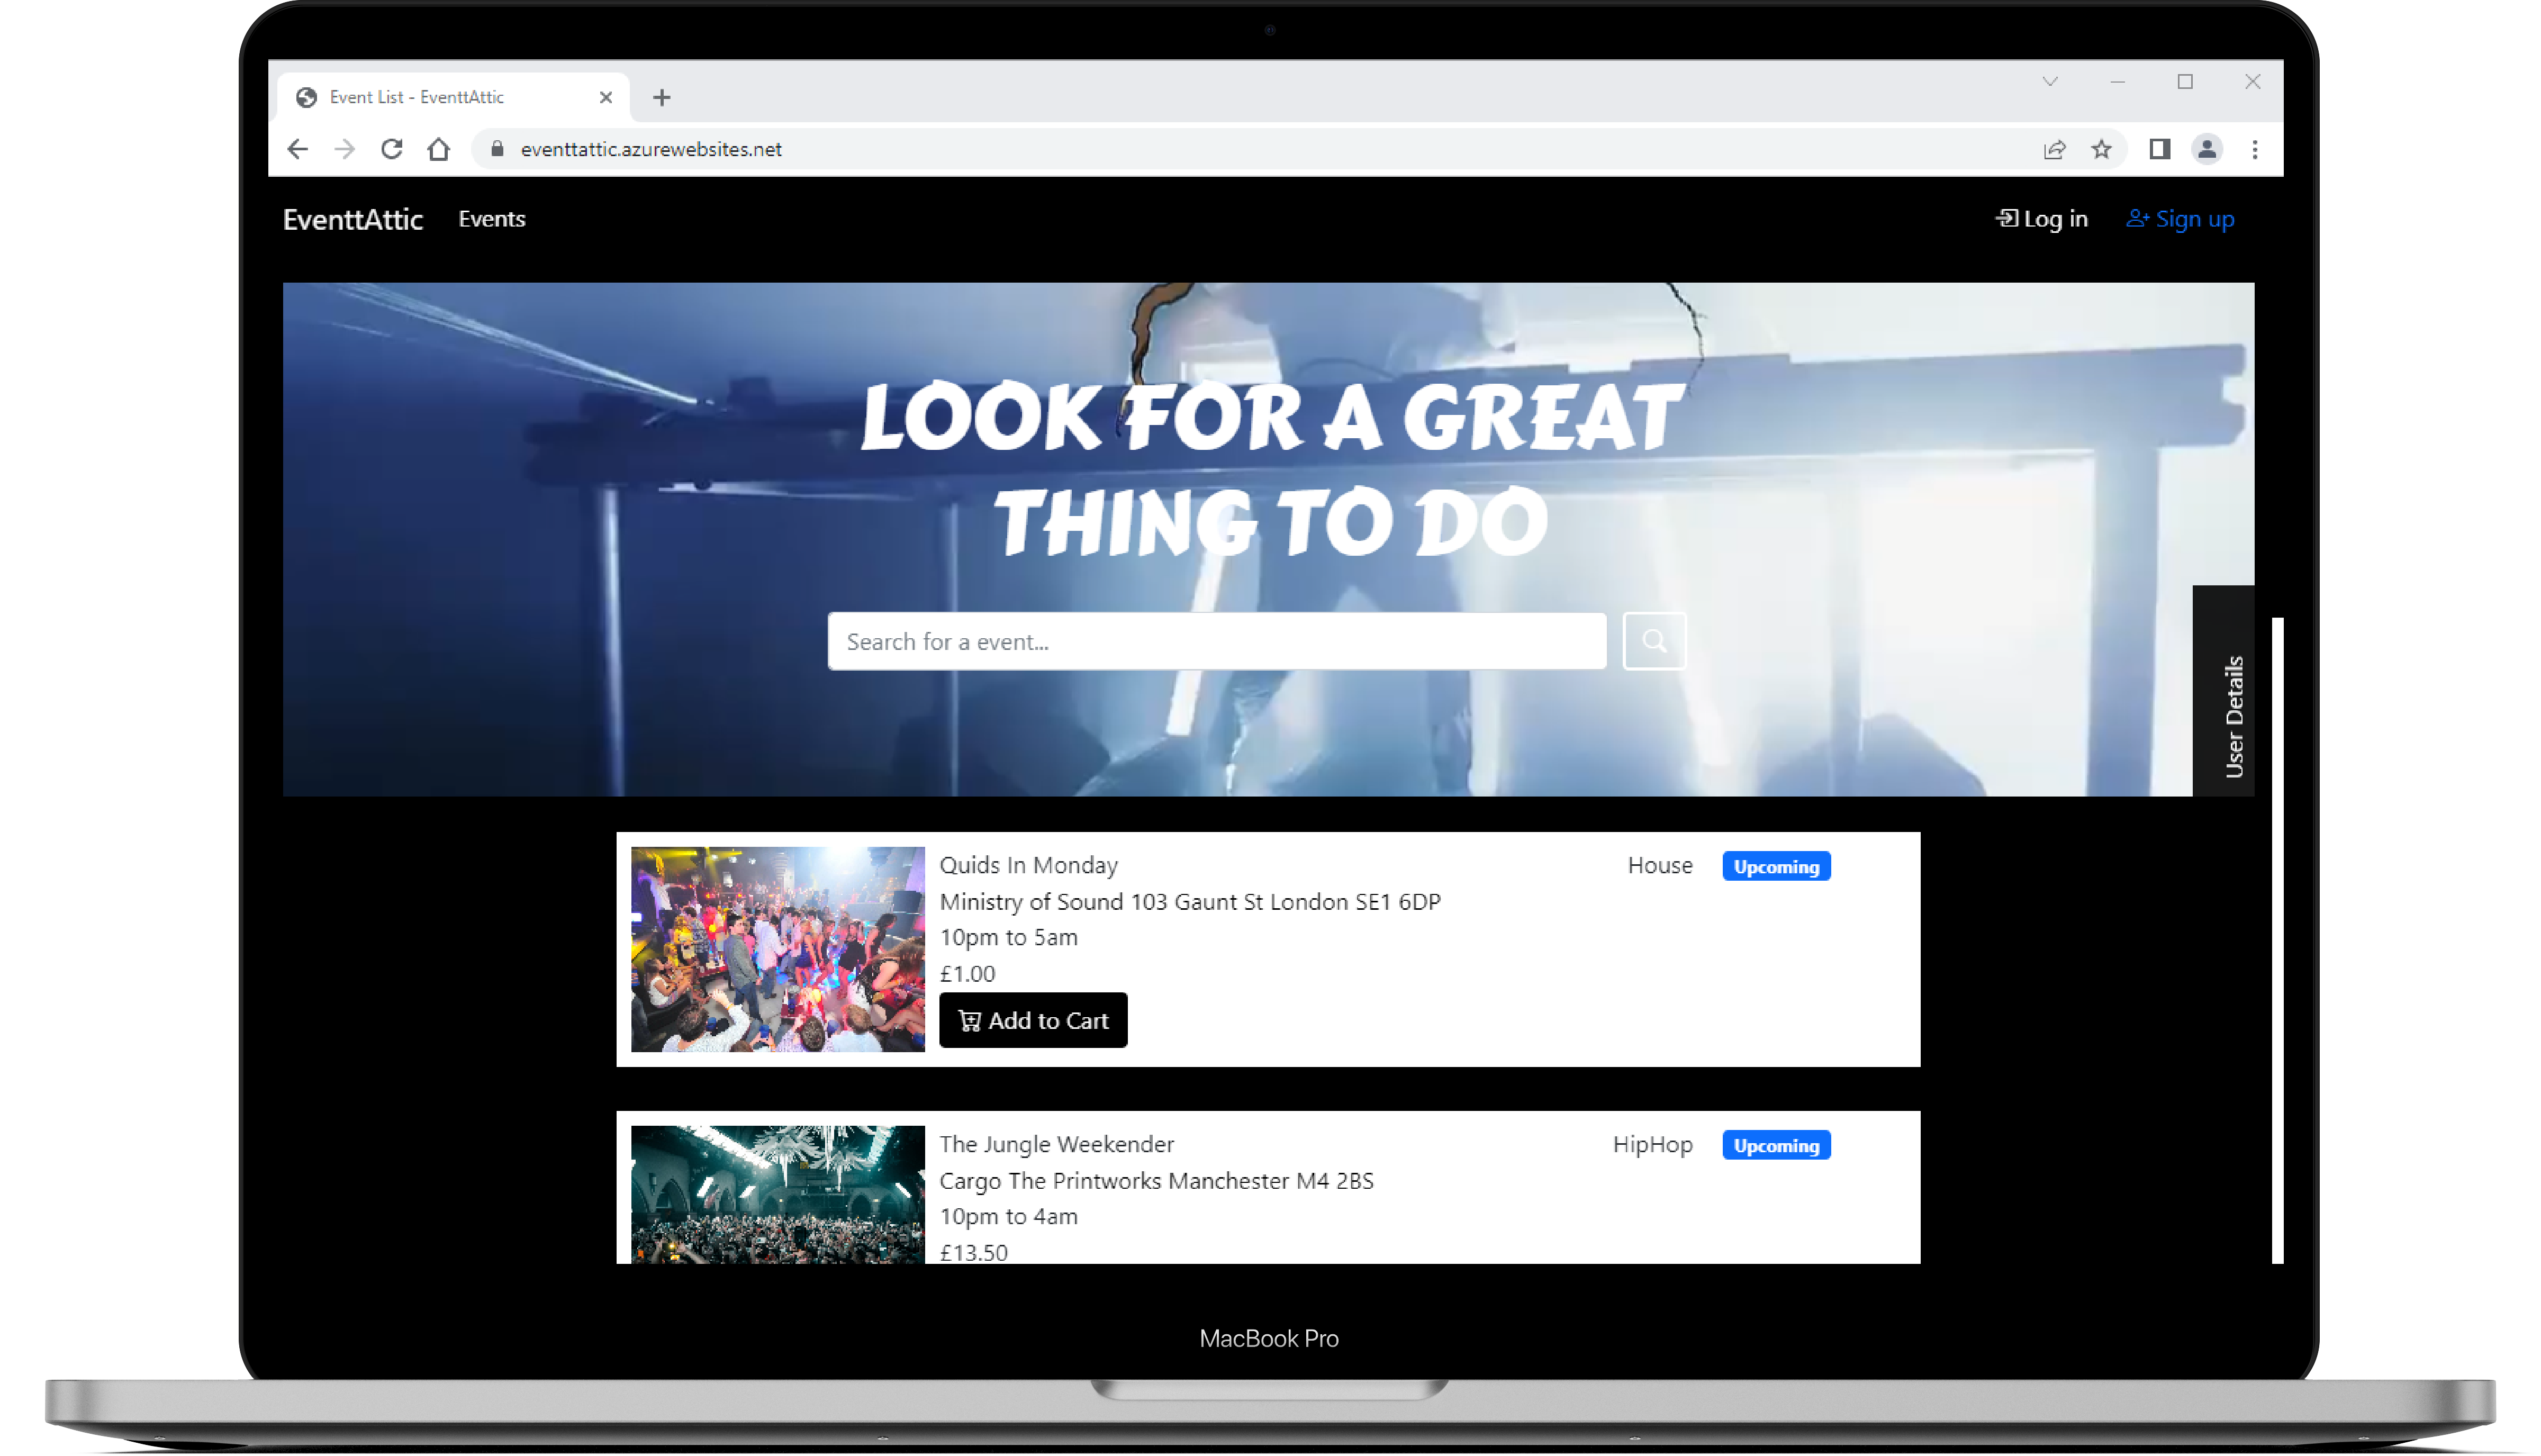 Event List - EventtAttic
eventtattic.azurewebsites.net
EventtAttic Events Log in Sign up
LOOK FOR A GREAT
THING TO DO
Search for a event...
User Details
Quids In Monday House Upcoming
Ministry of Sound 103 Gaunt St London SE1 6DP
10pm to 5am
£1.00
Add to Cart
The Jungle Weekender HipHop Upcoming
Cargo The Printworks Manchester M4 2BS
10pm to 4am
£13.50
MacBook Pro